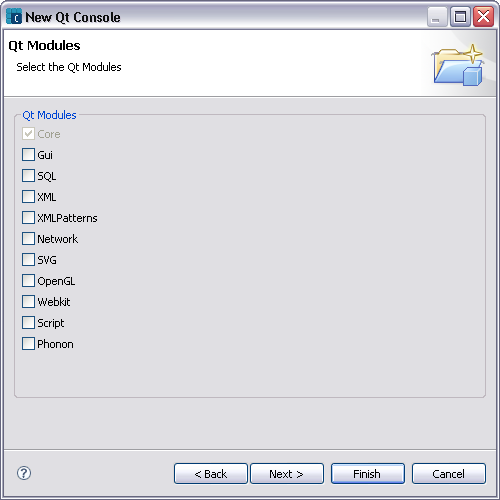 New Qt Console
Qt Modules
Select the Qt Modules
Qt Modules
Core
Gui
SQL
XML
XMLPatterns
Network
SVG
OpenGL
Webkit
Script
Phonon
? < Back Next > Finish Cancel